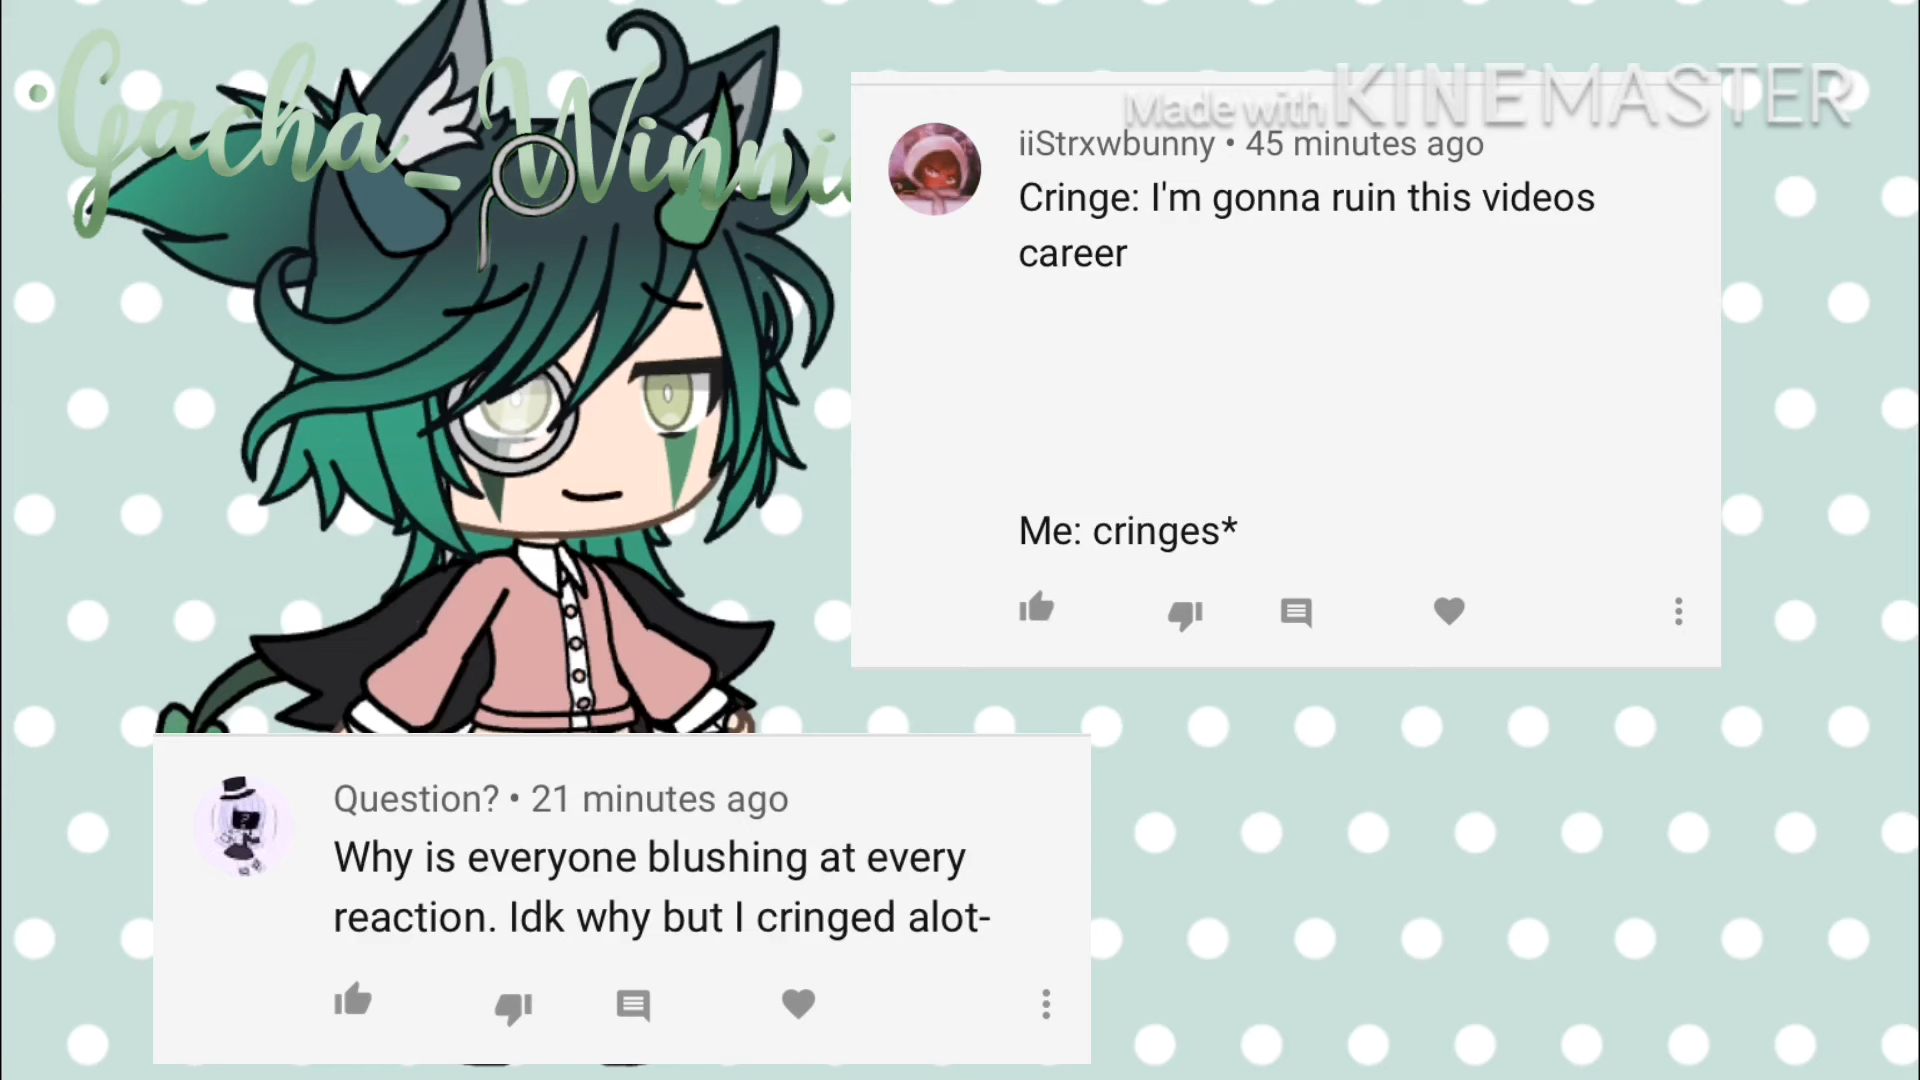 Gacha_Winni
Made with KINEMASTER
iiStrxwbunny • 45 minutes ago
Cringe: I'm gonna ruin this videos
career
Me: cringes*
Question? • 21 minutes ago
Why is everyone blushing at every
reaction. Idk why but I cringed alot-